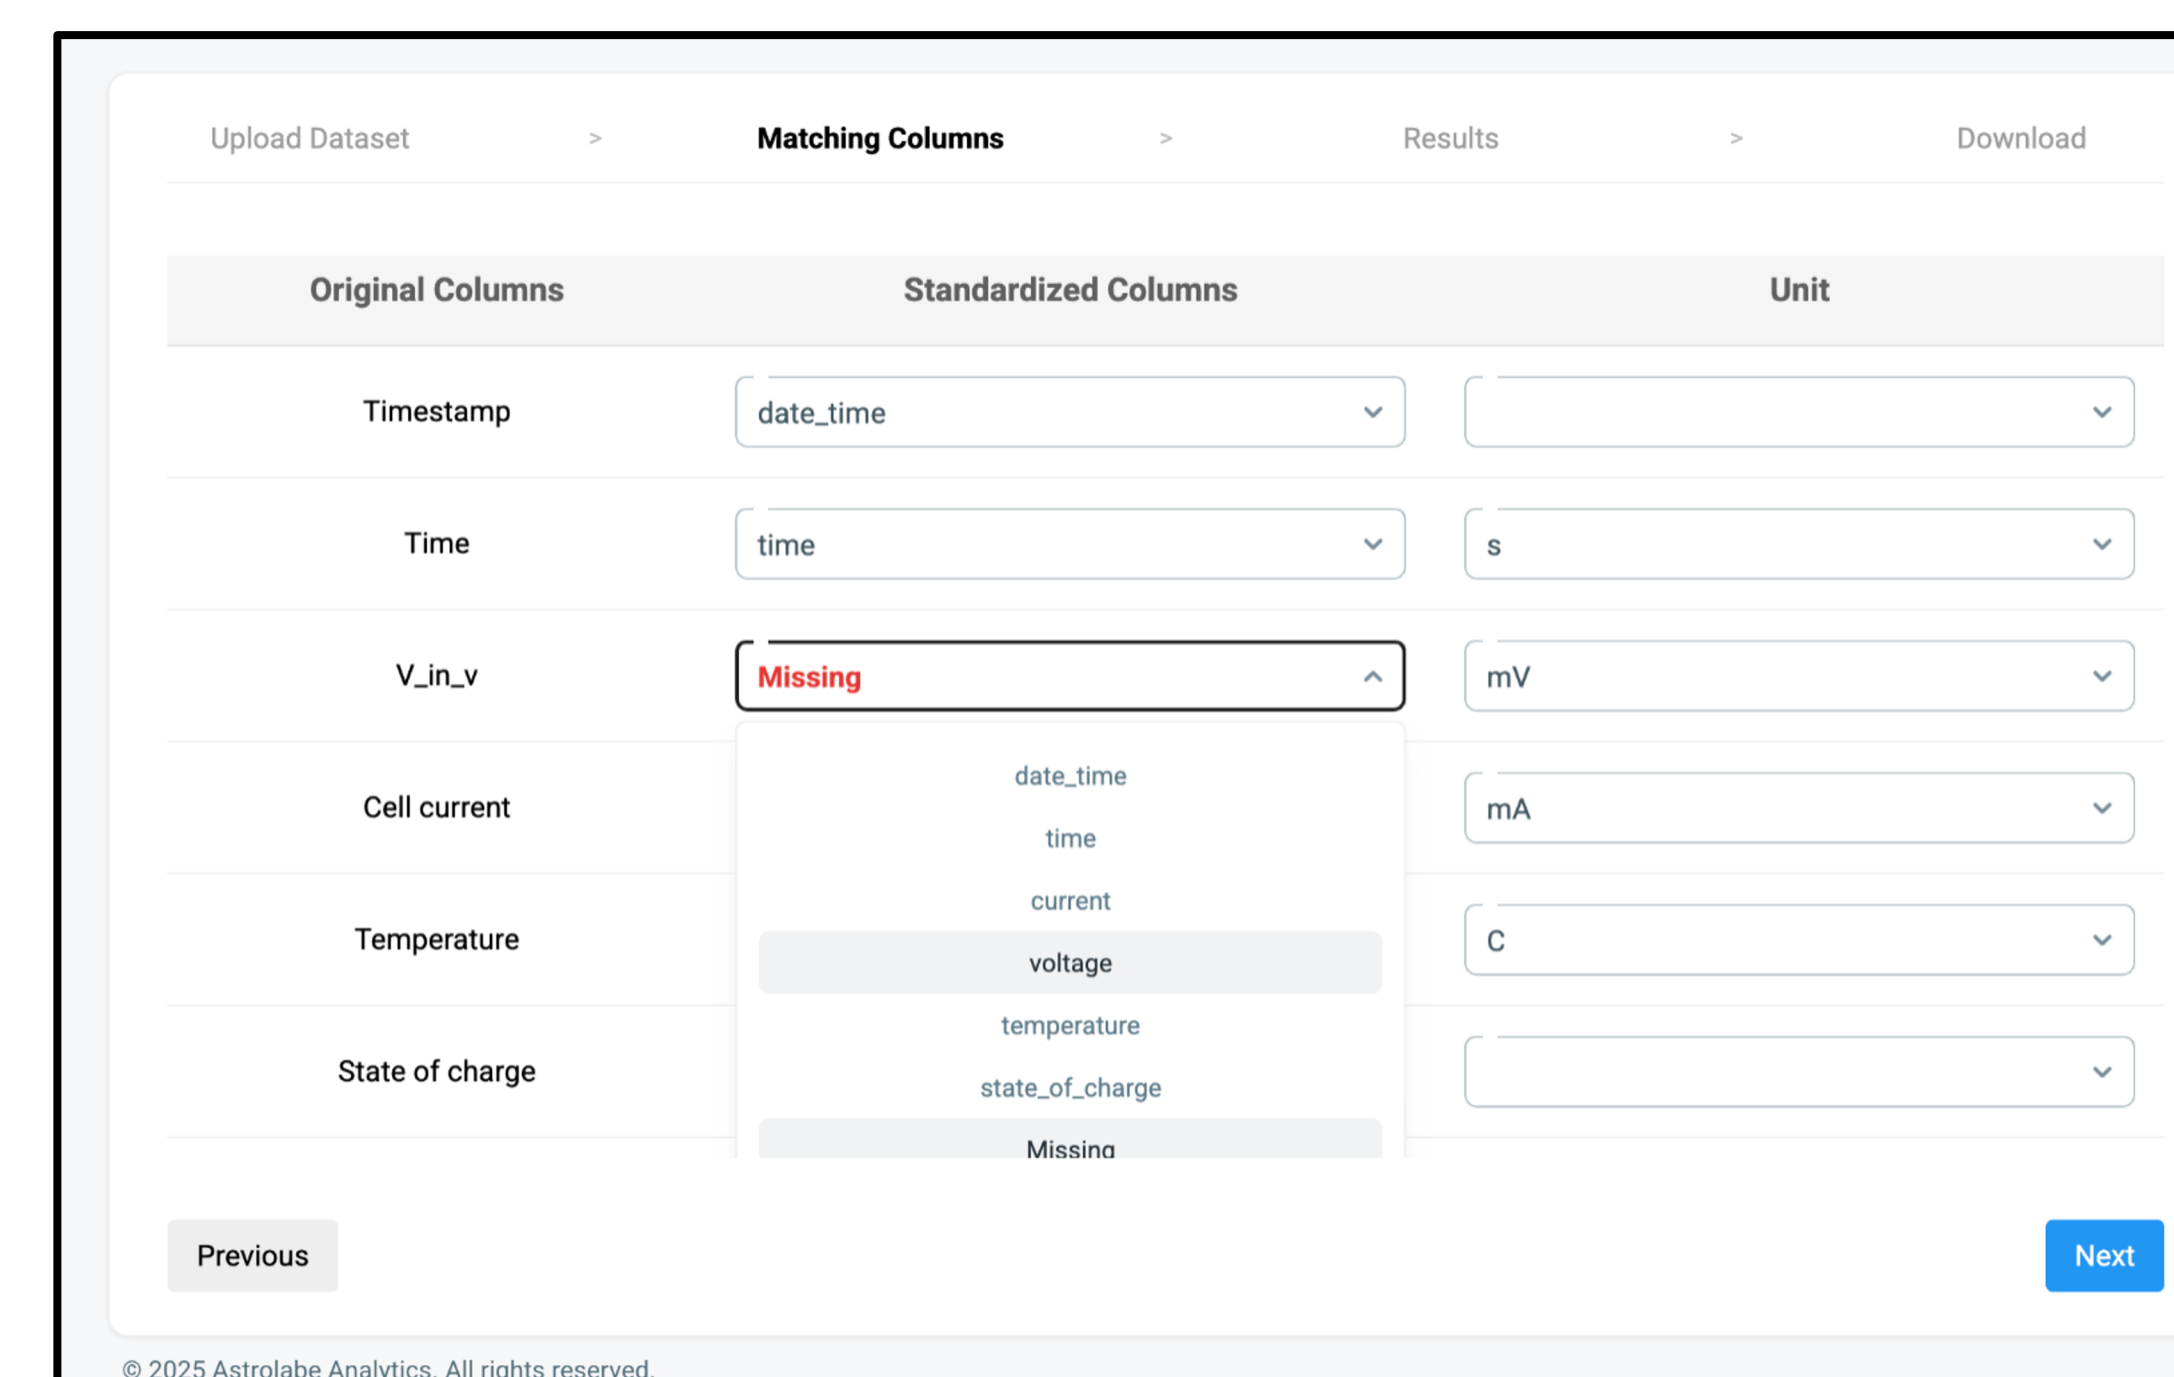 Upload Dataset > Matching Columns > Results > Download
Original Columns Standardized Columns Unit
Timestamp date_time
Time time s
V_in_v Missing mV
date_time
Cell current mA
time
current
Temperature voltage C
temperature
State of charge state_of_charge
Missing
Previous Next
© 2025 Astrolabe Analytics. All rights reserved.